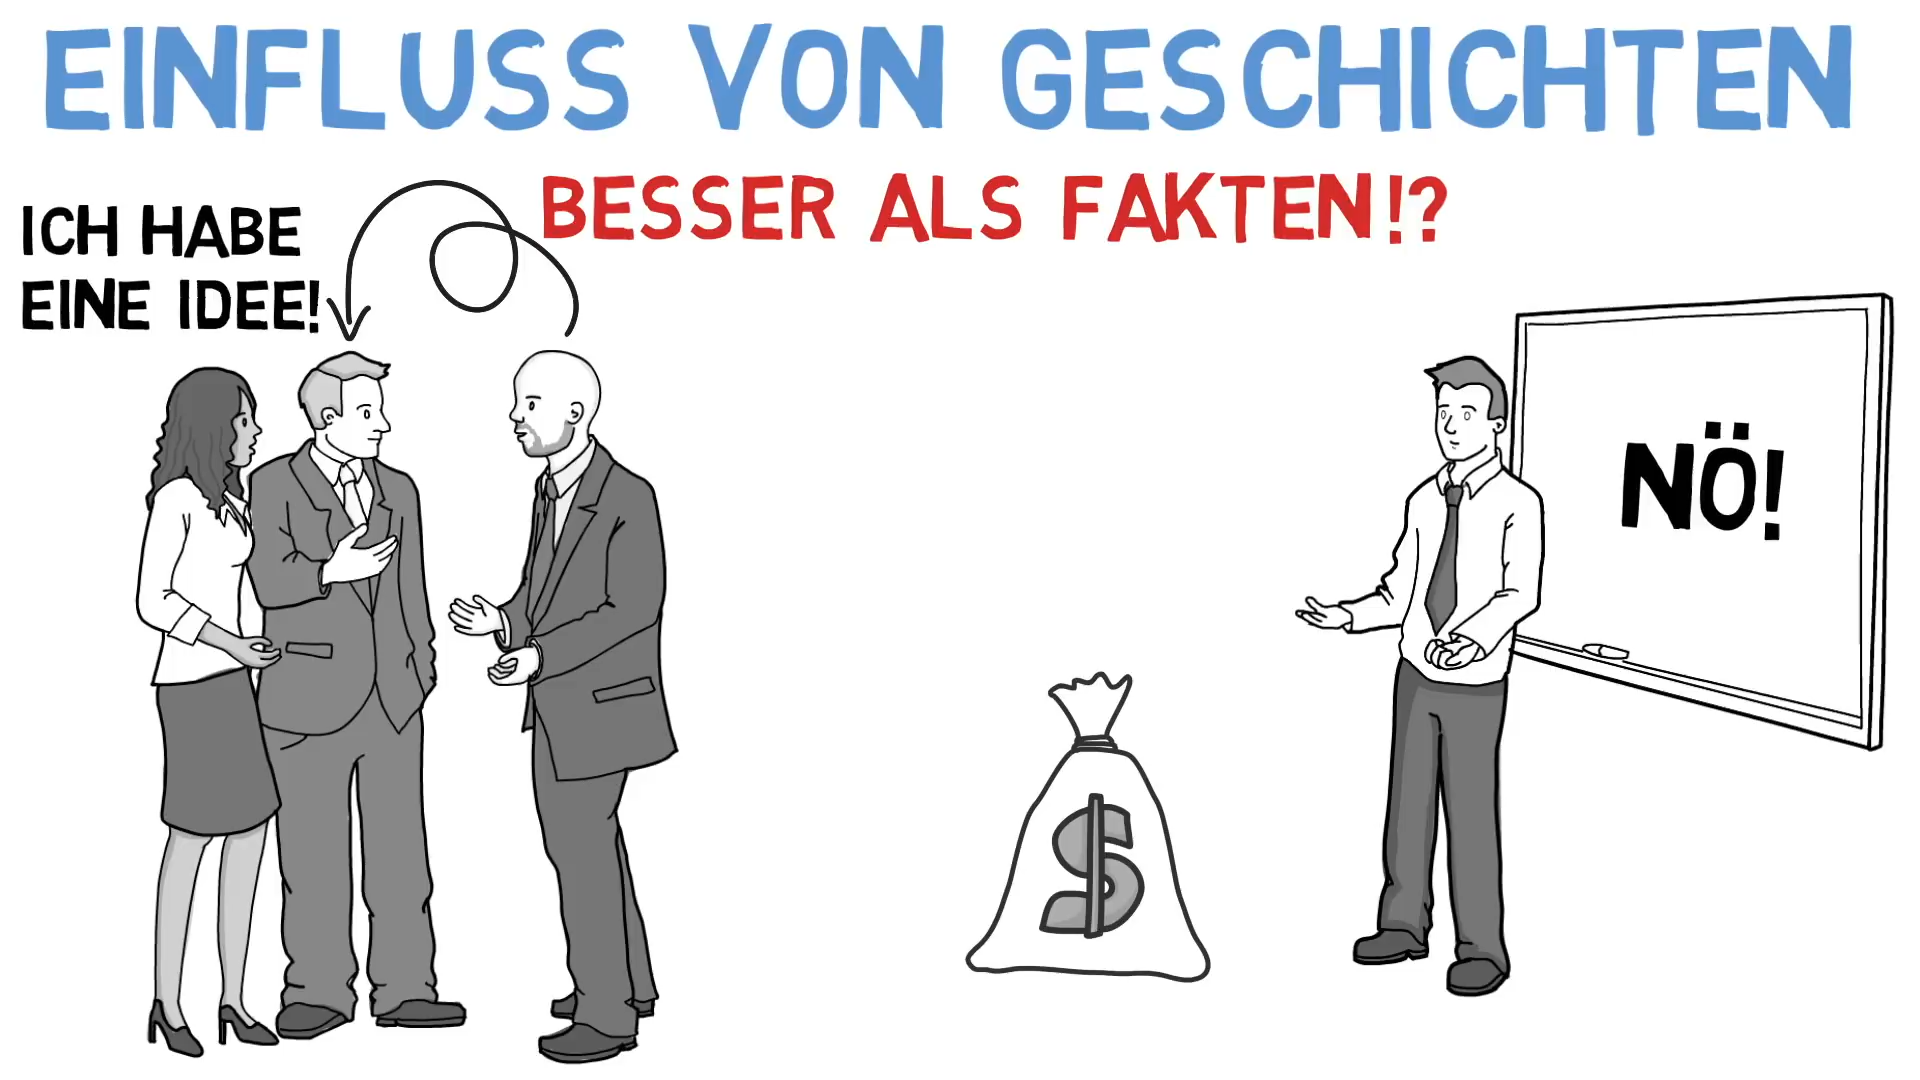 EINFLUSS VON GESCHICHTEN
BESSER ALS FAKTEN!?
ICH HABE
EINE IDEE!
NÖ!
$